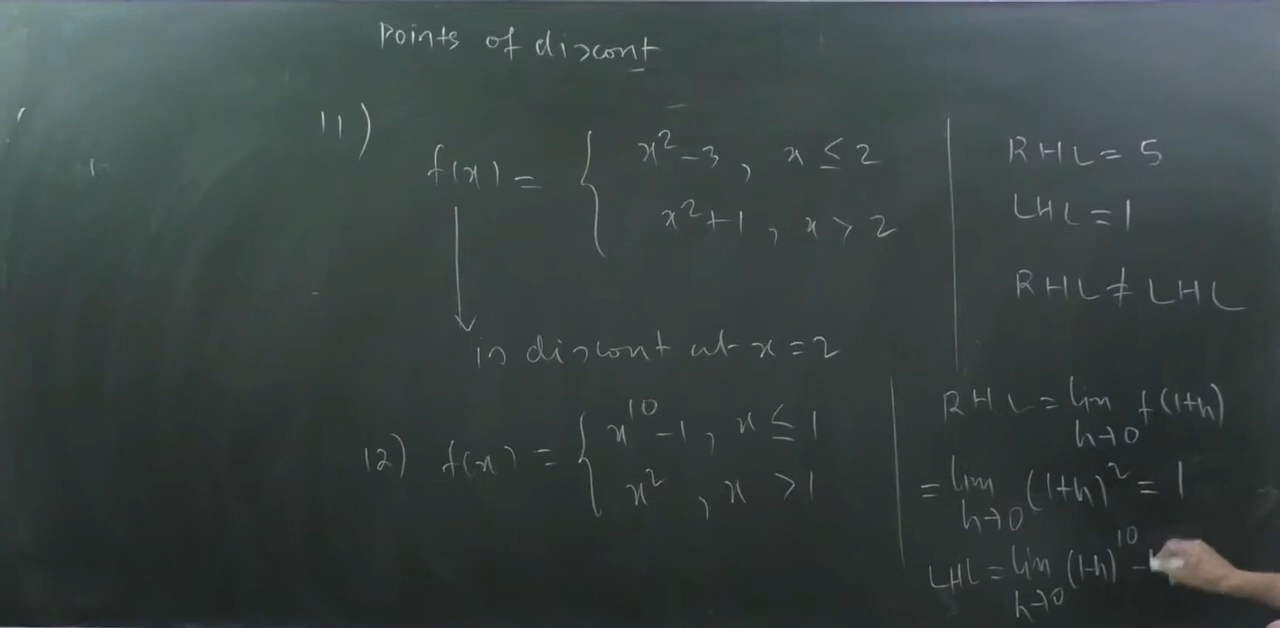 Points of discont
11)
f(x) = { x² - 3, x ≤ 2
x² + 1, x > 2
RHL = 5
LHL = 1
RHL ≠ LHL
is discont at x = 2
12) f(x) = { x¹⁰ - 1, x ≤ 1
x², x > 1
RHL = lim h→0 f(1+h)
= lim h→0 (1+h)² = 1
LHL = lim h→0 (1-h)¹⁰ -